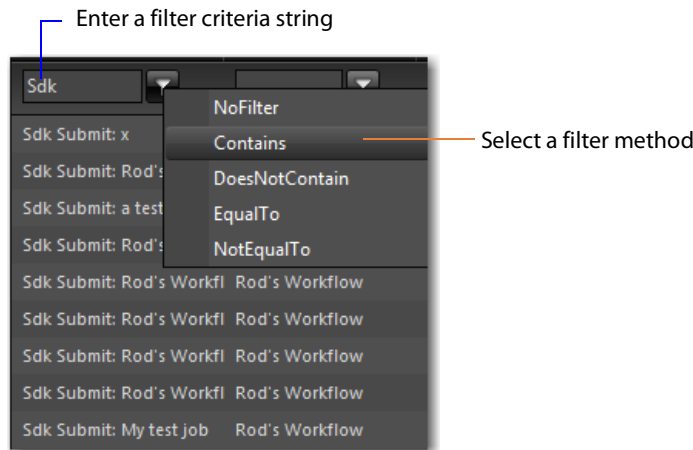 Enter a filter criteria string
Sdk
NoFilter
Sdk Submit: x
Contains
Select a filter method
Sdk Submit: Rod's
DoesNotContain
Sdk Submit: a test
EqualTo
Sdk Submit: Rod's
NotEqualTo
Sdk Submit: Rod's Workfl Rod's Workflow
Sdk Submit: Rod's Workfl Rod's Workflow
Sdk Submit: Rod's Workfl Rod's Workflow
Sdk Submit: Rod's Workfl Rod's Workflow
Sdk Submit: My test job Rod's Workflow